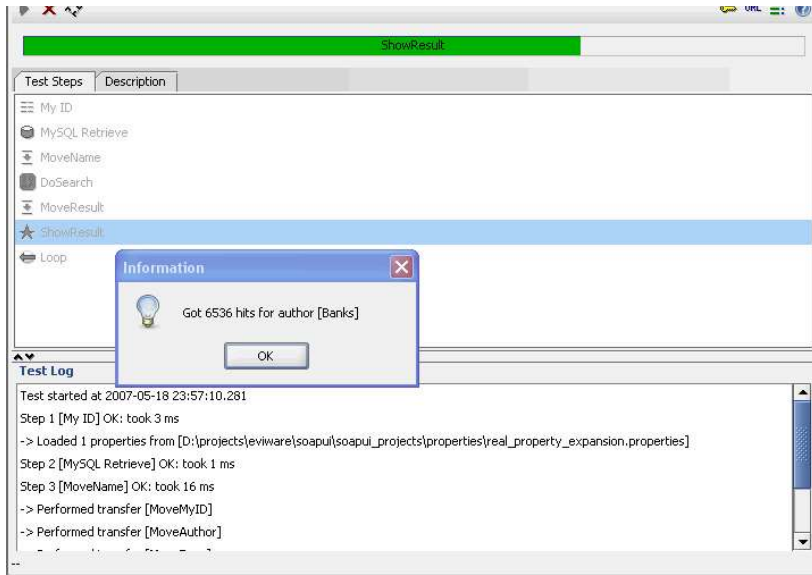 URL
ShowResult
Test Steps Description
My ID
MySQL Retrieve
MoveName
DoSearch
MoveResult
ShowResult
Loop
Information
Got 6536 hits for author [Banks]
OK
Test Log
Test started at 2007-05-18 23:57:10.281
Step 1 [My ID] OK: took 3 ms
-> Loaded 1 properties from [D:\projects\eviware\soapui\soapui_projects\properties\real_property_expansion.properties]
Step 2 [MySQL Retrieve] OK: took 1 ms
Step 3 [MoveName] OK: took 16 ms
-> Performed transfer [MoveMyID]
-> Performed transfer [MoveAuthor]
--